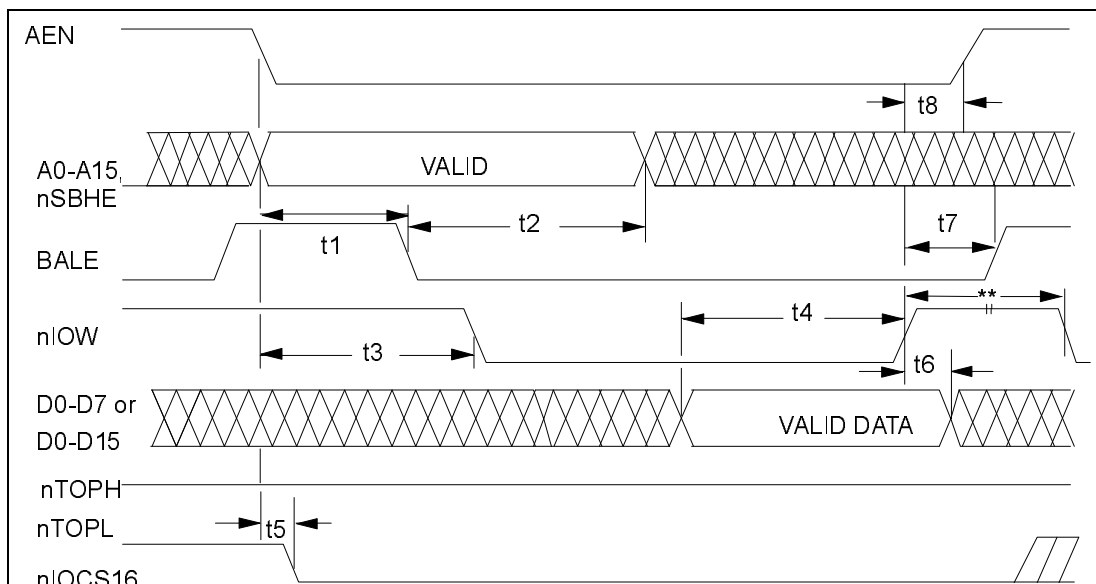 AEN
t8
A0-A15,
nSBHE
VALID
t1
t2
t7
BALE
**
nIOW
t3
t4
t6
D0-D7 or
D0-D15
VALID DATA
nTOPH
nTOPL
t5
nIOCS16